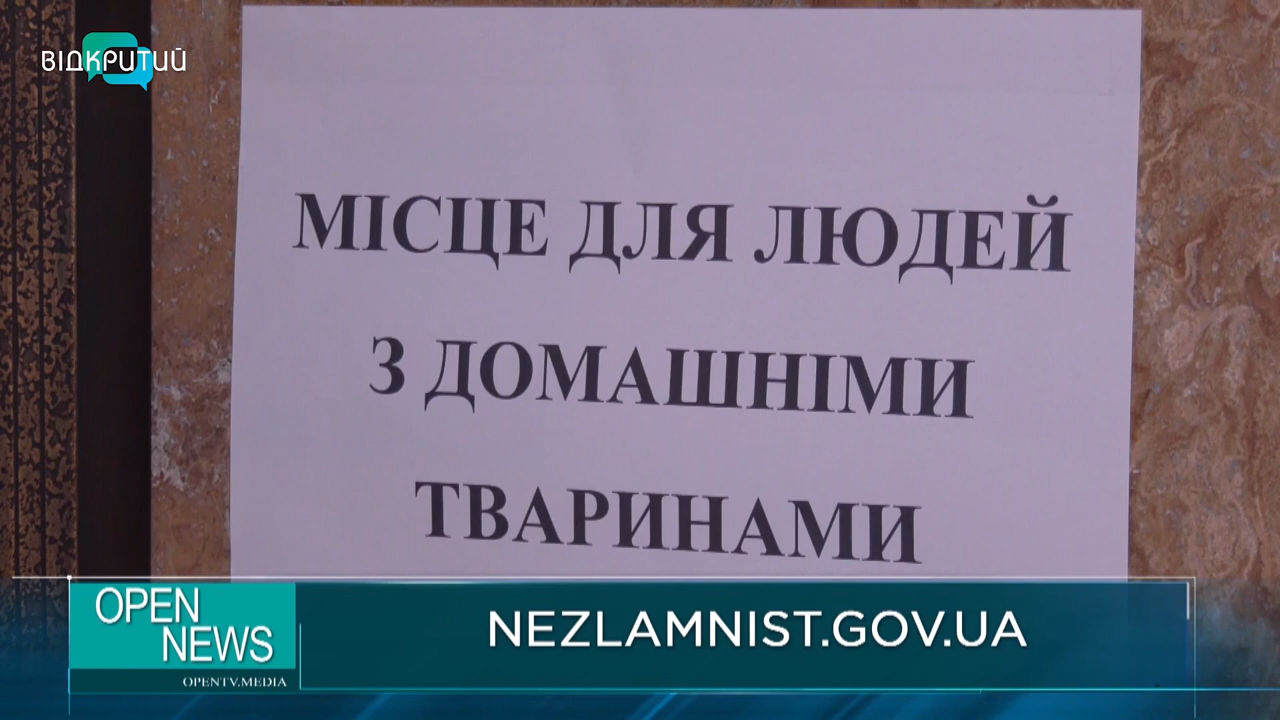 ВІДКРИТИЙ
МІСЦЕ ДЛЯ ЛЮДЕЙ
З ДОМАШНІМИ
ТВАРИНАМИ
OPEN
NEWS
OPENTV.MEDIA
NEZLAMNIST.GOV.UA